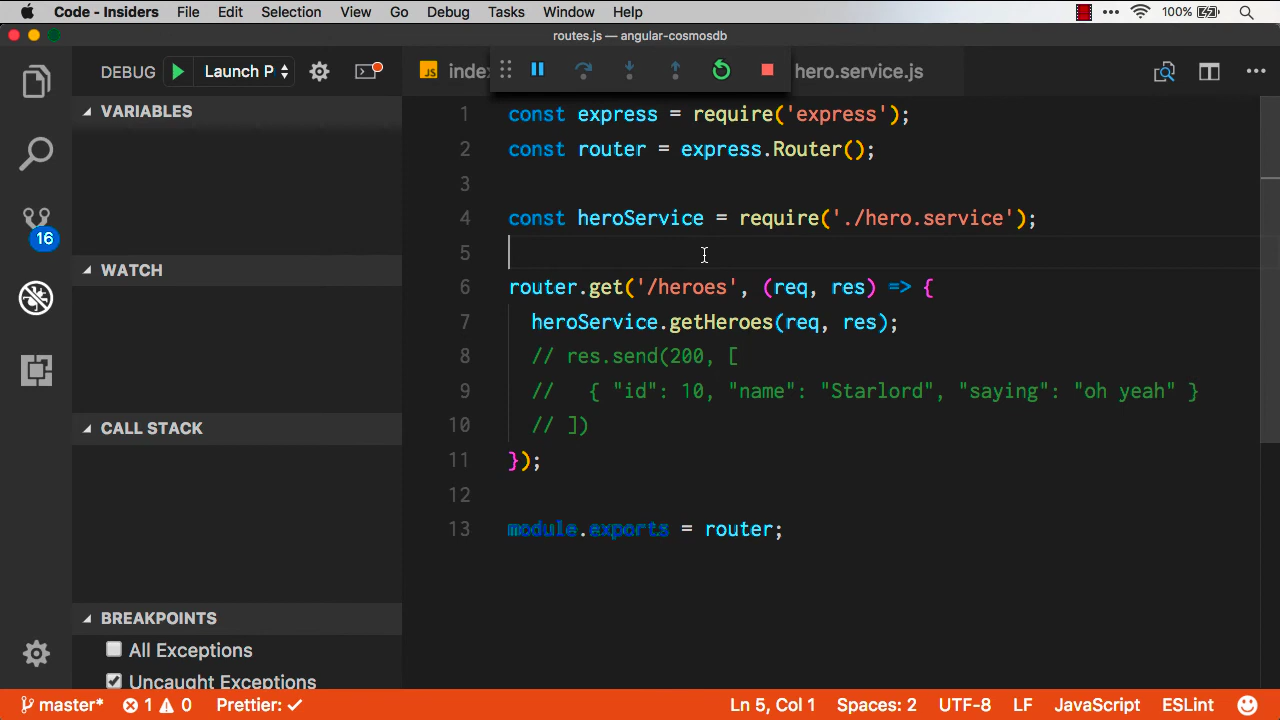 Code - Insiders File Edit Selection View Go Debug Tasks Window Help 100%
routes.js — angular-cosmosdb
DEBUG Launch P
JS index hero.service.js
VARIABLES
16
WATCH
CALL STACK
BREAKPOINTS
All Exceptions
Uncaught Exceptions
1 const express = require('express');
2 const router = express.Router();
3
4 const heroService = require('./hero.service');
5
6 router.get('/heroes', (req, res) => {
7 heroService.getHeroes(req, res);
8 // res.send(200, [
9 // { "id": 10, "name": "Starlord", "saying": "oh yeah" }
10 // ])
11 });
12
13 module.exports = router;
master* 1 0 Prettier: ✓ Ln 5, Col 1 Spaces: 2 UTF-8 LF JavaScript ESLint